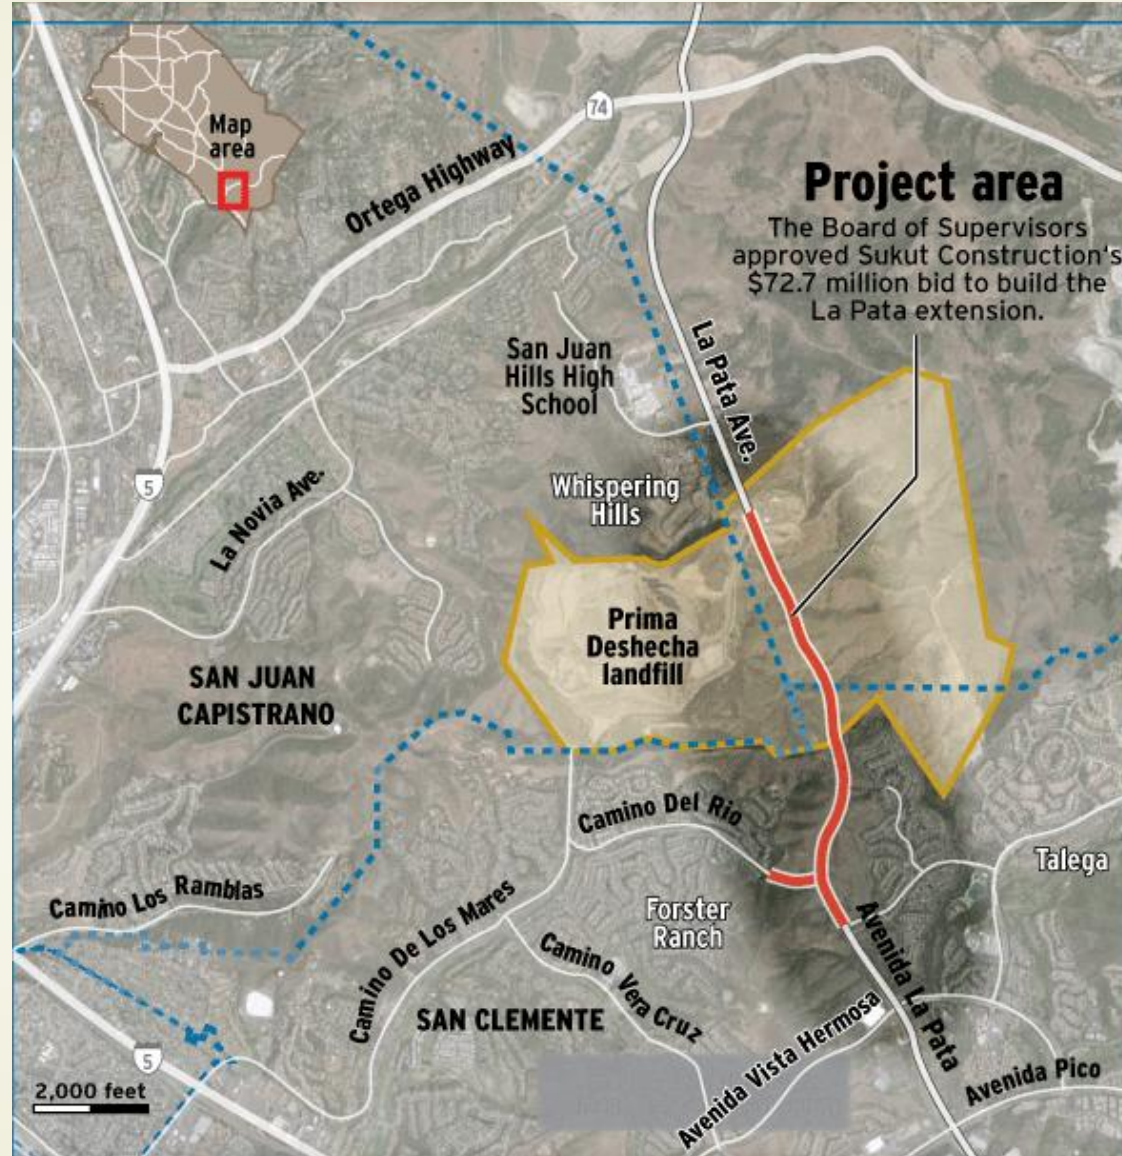 Map
area
74
Ortega Highway
Project area
The Board of Supervisors
approved Sukut Construction's
$72.7 million bid to build the
La Pata extension.
San Juan
Hills High
School
La Pata Ave.
5
La Novia Ave.
Whispering
Hills
Prima
Deshecha
landfill
SAN JUAN
CAPISTRANO
Camino Del Rio
Talega
Camino Los Ramblas
Forster
Ranch
Camino De Los Mares
Camino Vera Cruz
Avenida La Pata
SAN CLEMENTE
Avenida Vista Hermosa
5
Avenida Pico
2,000 feet